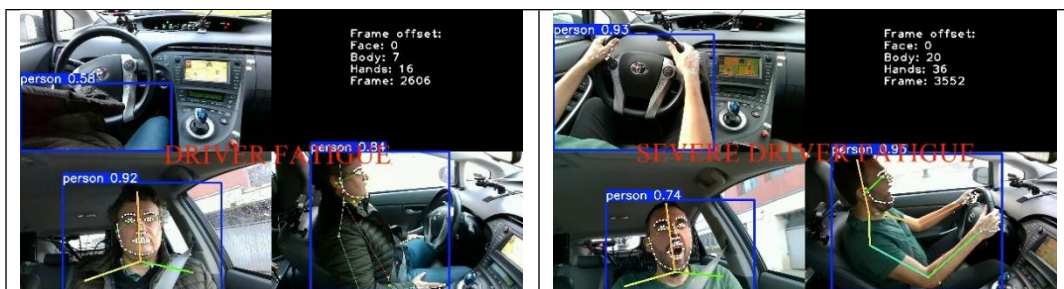 Frame offset:
Face: 0
Body: 7
Hands: 16
Frame: 2606
person 0.58
DRIVER FATIGUE
person 0.84
person 0.92
person 0.93
Frame offset:
Face: 0
Body: 20
Hands: 36
Frame: 3552
SEVERE DRIVER FATIGUE
person 0.95
person 0.74